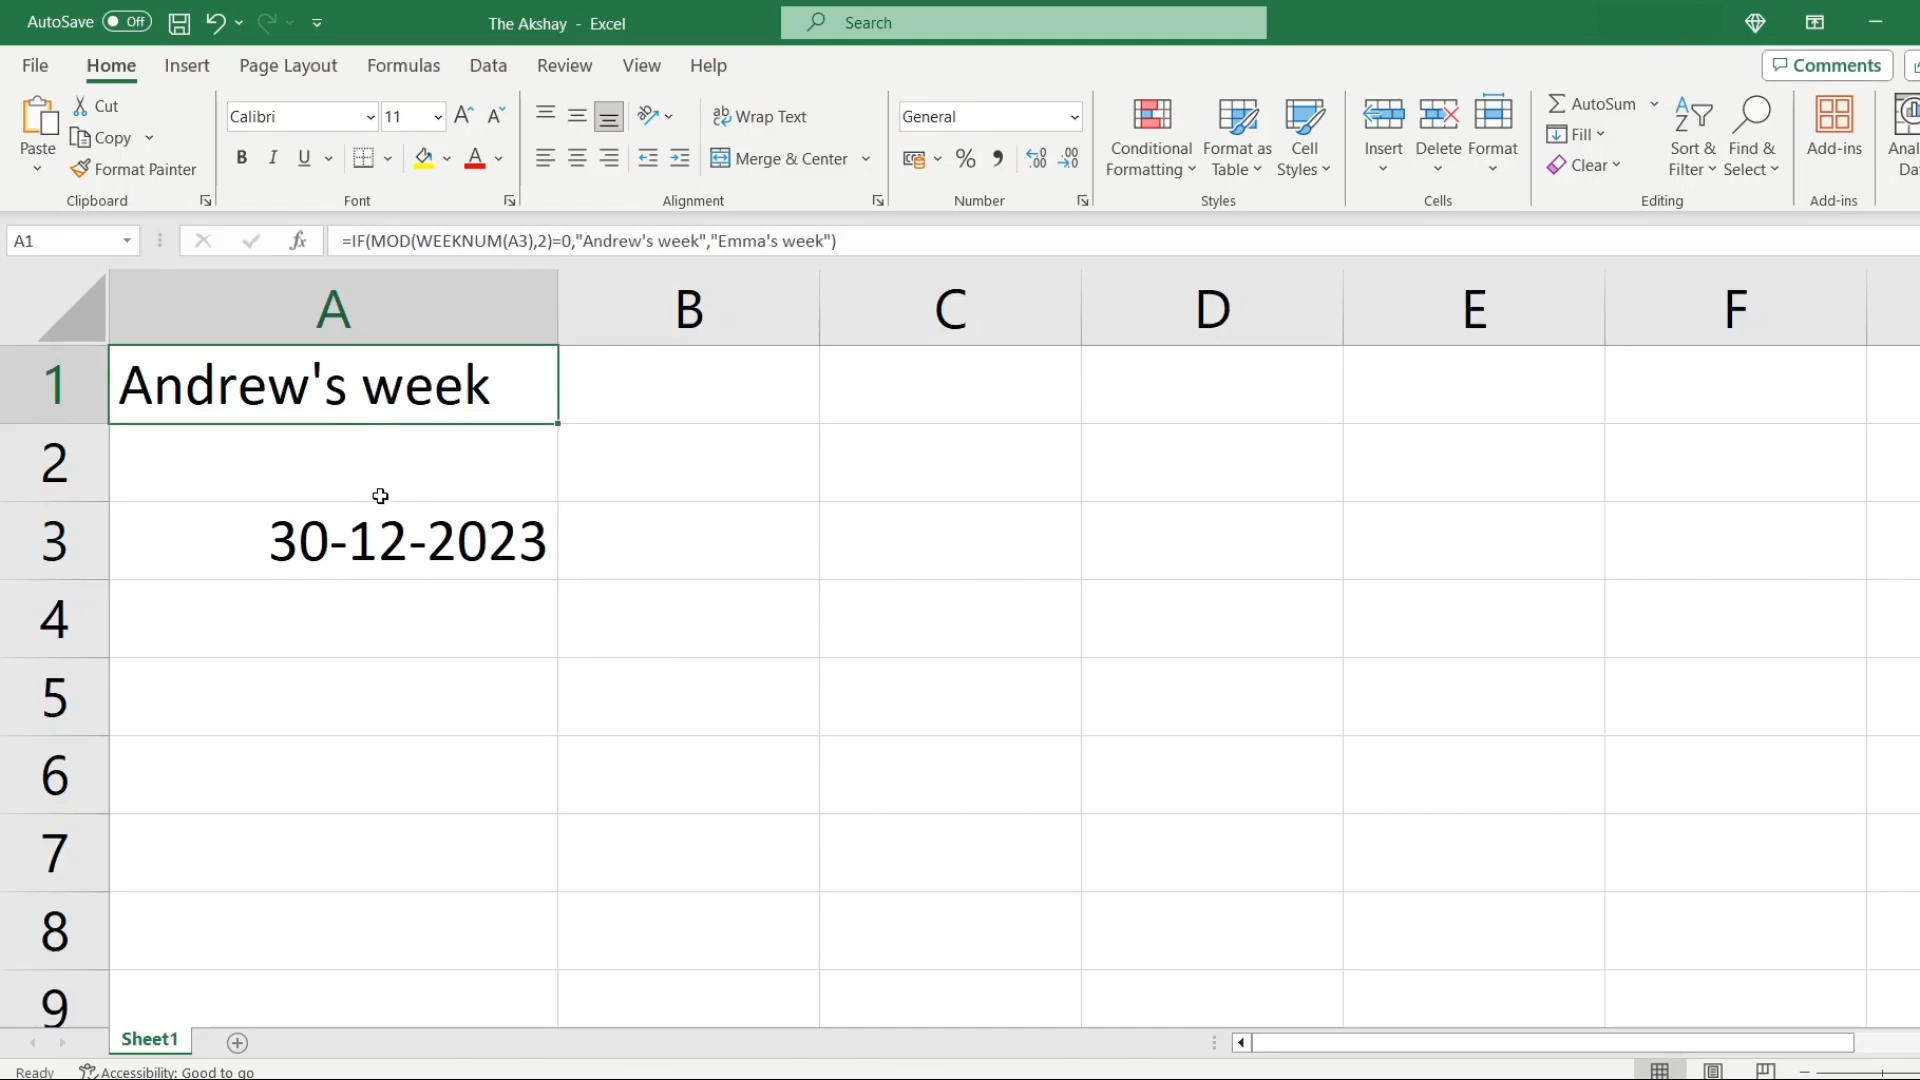 AutoSave Off The Akshay - Excel Search
File Home Insert Page Layout Formulas Data Review View Help Comments
Paste Cut Copy Format Painter Clipboard
Calibri 11 A A B I U A Font
ab Wrap Text Merge & Center Alignment
General % , Number
Conditional Formatting Format as Table Cell Styles Styles
Insert Delete Format Cells
AutoSum Fill Clear Sort & Filter Find & Select Editing
Add-ins Add-ins
A1 fx =IF(MOD(WEEKNUM(A3),2)=0,"Andrew's week","Emma's week")
A B C D E F
1 Andrew's week
2
3 30-12-2023
4
5
6
7
8
9
Sheet1
Ready Accessibility: Good to go